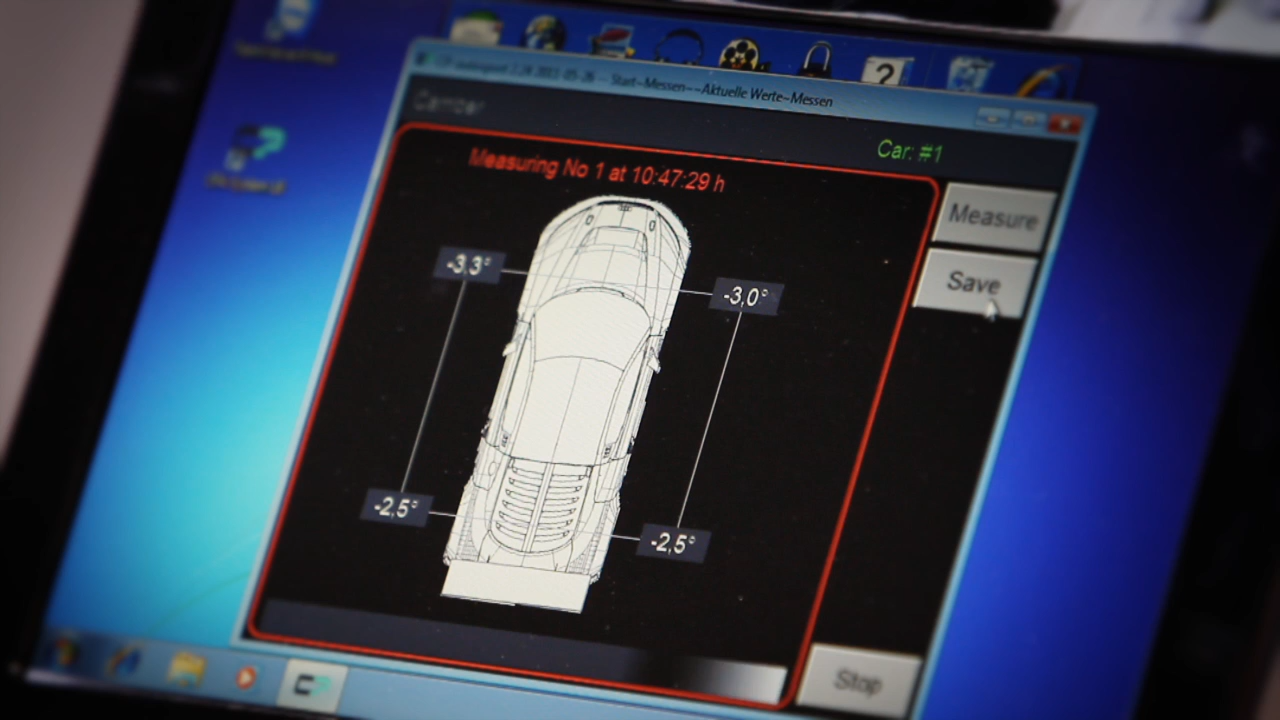 Start-Messen--Aktuelle Werte-Messen
Camber
Car: #1
Measuring No 1 at 10:47:29 h
Measure
-3,3°
-3,0°
Save
-2,5°
-2,5°
Stop
?